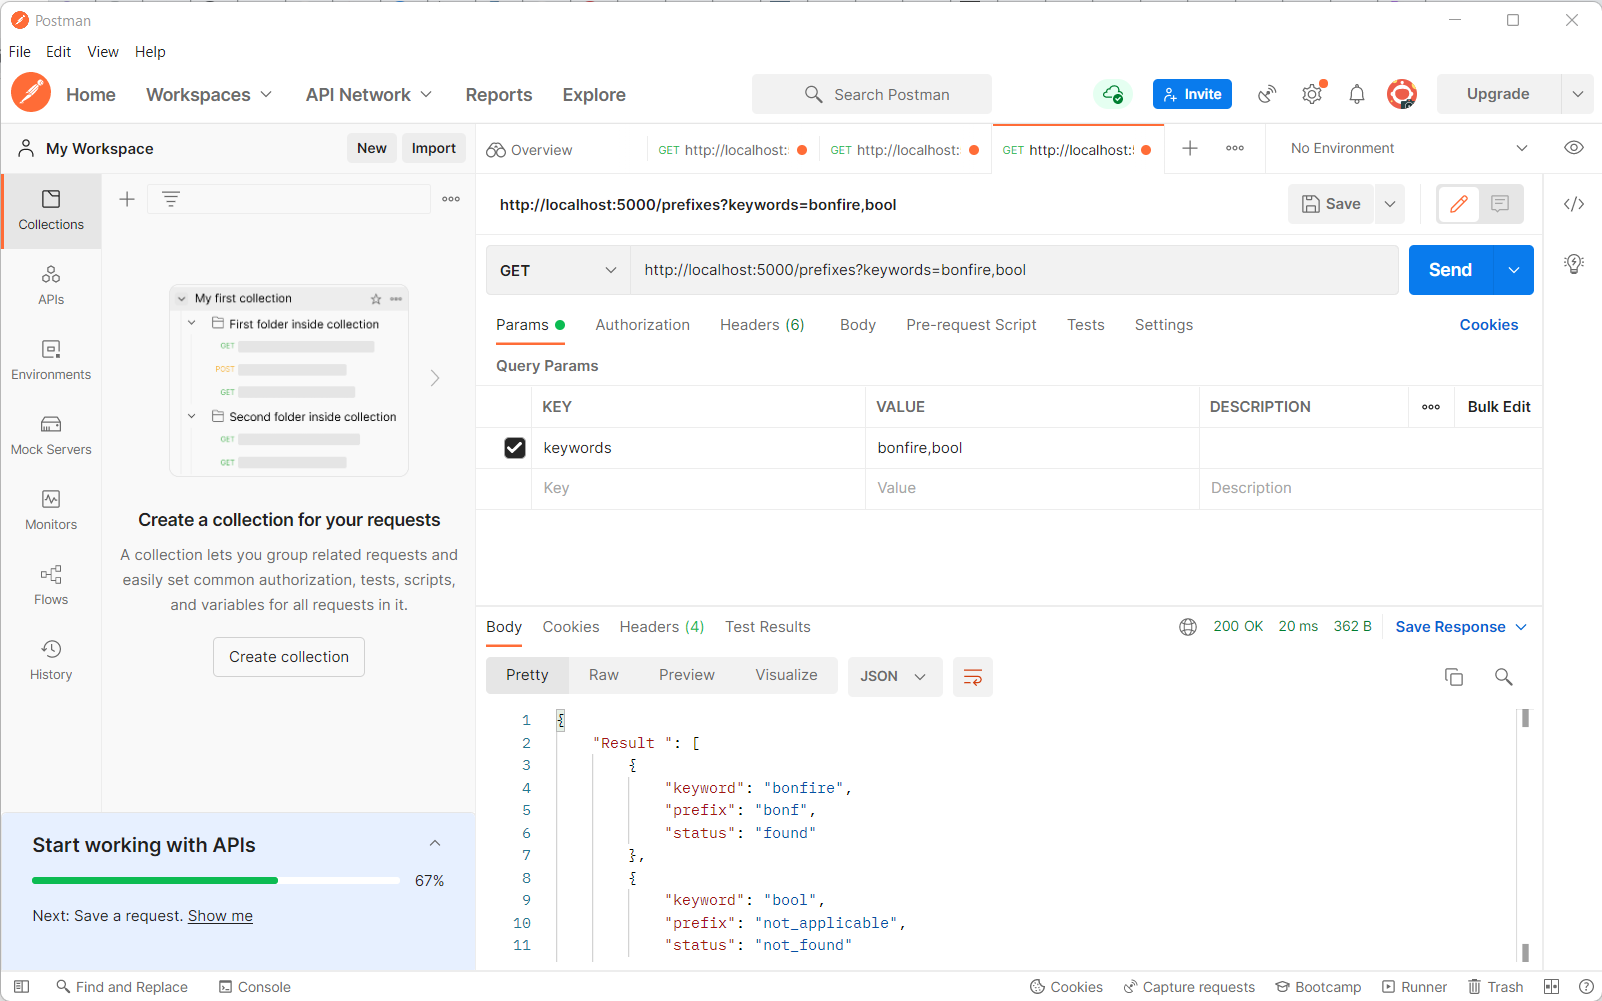 Postman
File Edit View Help
Home Workspaces API Network Reports Explore Search Postman Invite Upgrade
My Workspace New Import
Overview GET http://localhost: GET http://localhost: GET http://localhost:5 No Environment
Collections
APIs
Environments
Mock Servers
Monitors
Flows
History
My first collection
First folder inside collection
GET
POST
GET
Second folder inside collection
GET
GET
Create a collection for your requests
A collection lets you group related requests and
easily set common authorization, tests, scripts,
and variables for all requests in it.
Create collection
Start working with APIs
67%
Next: Save a request. Show me
http://localhost:5000/prefixes?keywords=bonfire,bool Save
GET http://localhost:5000/prefixes?keywords=bonfire,bool Send
Params Authorization Headers (6) Body Pre-request Script Tests Settings Cookies
Query Params
KEY VALUE DESCRIPTION Bulk Edit
keywords bonfire,bool
Key Value Description
Body Cookies Headers (4) Test Results 200 OK 20 ms 362 B Save Response
Pretty Raw Preview Visualize JSON
1 {
2 "Result ": [
3 {
4 "keyword": "bonfire",
5 "prefix": "bonf",
6 "status": "found"
7 },
8 {
9 "keyword": "bool",
10 "prefix": "not_applicable",
11 "status": "not_found"
Find and Replace Console Cookies Capture requests Bootcamp Runner Trash